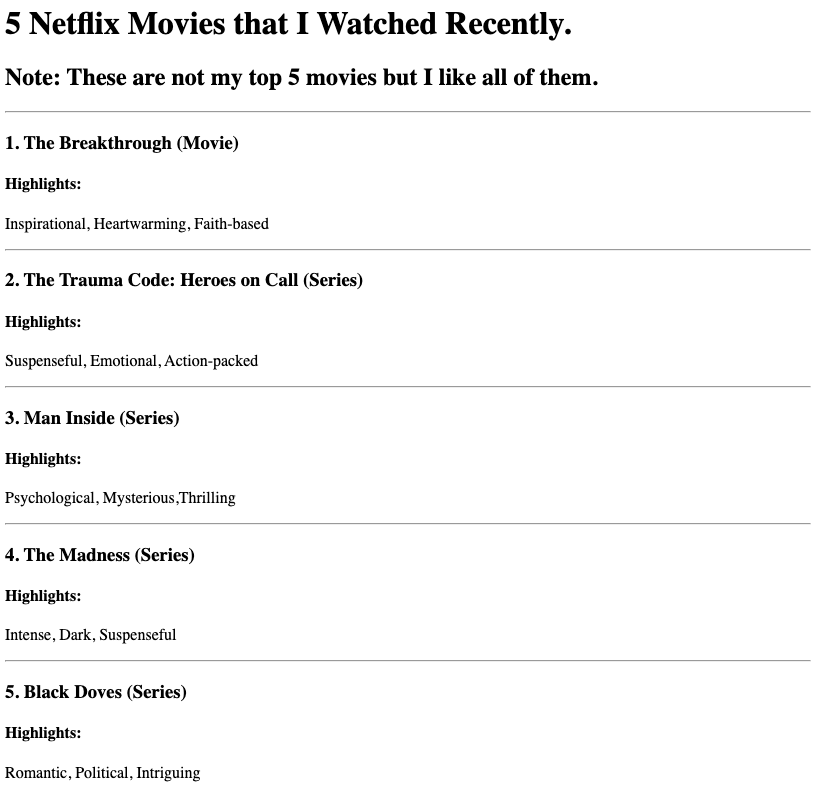 5 Netflix Movies that I Watched Recently.
Note: These are not my top 5 movies but I like all of them.
1. The Breakthrough (Movie)
Highlights:
Inspirational, Heartwarming, Faith-based
2. The Trauma Code: Heroes on Call (Series)
Highlights:
Suspenseful, Emotional, Action-packed
3. Man Inside (Series)
Highlights:
Psychological, Mysterious,Thrilling
4. The Madness (Series)
Highlights:
Intense, Dark, Suspenseful
5. Black Doves (Series)
Highlights:
Romantic, Political, Intriguing